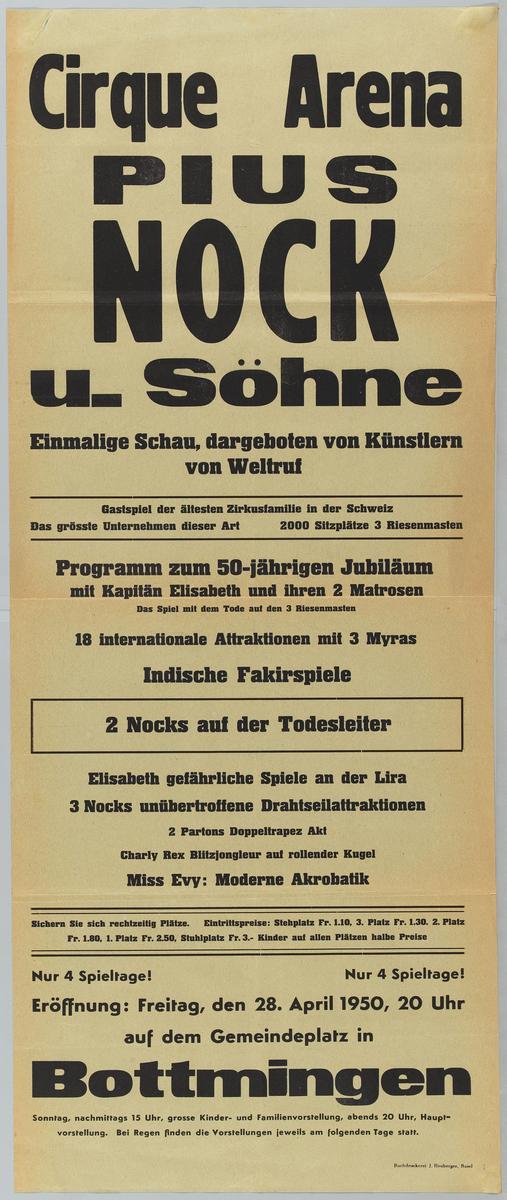 Cirque Arena
PIUS
NOCK
u. Söhne
Einmalige Schau, dargeboten von Künstlern
von Weltruf
Gastspiel der ältesten Zirkusfamilie in der Schweiz
Das grösste Unternehmen dieser Art 2000 Sitzplätze 3 Riesenmasten
Programm zum 50-jährigen Jubiläum
mit Kapitän Elisabeth und ihren 2 Matrosen
Das Spiel mit dem Tode auf den 3 Riesenmasten
18 internationale Attraktionen mit 3 Myras
Indische Fakirspiele
2 Nocks auf der Todesleiter
Elisabeth gefährliche Spiele an der Lira
3 Nocks unübertroffene Drahtseilattraktionen
2 Partons Doppeltrapez Akt
Charly Rex Blitzjongleur auf rollender Kugel
Miss Evy: Moderne Akrobatik
Sichern Sie sich rechtzeitig Plätze. Eintrittspreise: Stehplatz Fr. 1.10, 3. Platz Fr. 1.30. 2. Platz
Fr. 1.80, 1. Platz Fr. 2.50, Stuhlplatz Fr. 3.- Kinder auf allen Plätzen halbe Preise
Nur 4 Spieltage! Nur 4 Spieltage!
Eröffnung: Freitag, den 28. April 1950, 20 Uhr
auf dem Gemeindeplatz in
Bottmingen
Sonntag, nachmittags 15 Uhr, grosse Kinder- und Familienvorstellung, abends 20 Uhr, Haupt-
vorstellung. Bei Regen finden die Vorstellungen jeweils am folgenden Tage statt.
Buchdruckerei J. Heuberger, Basel